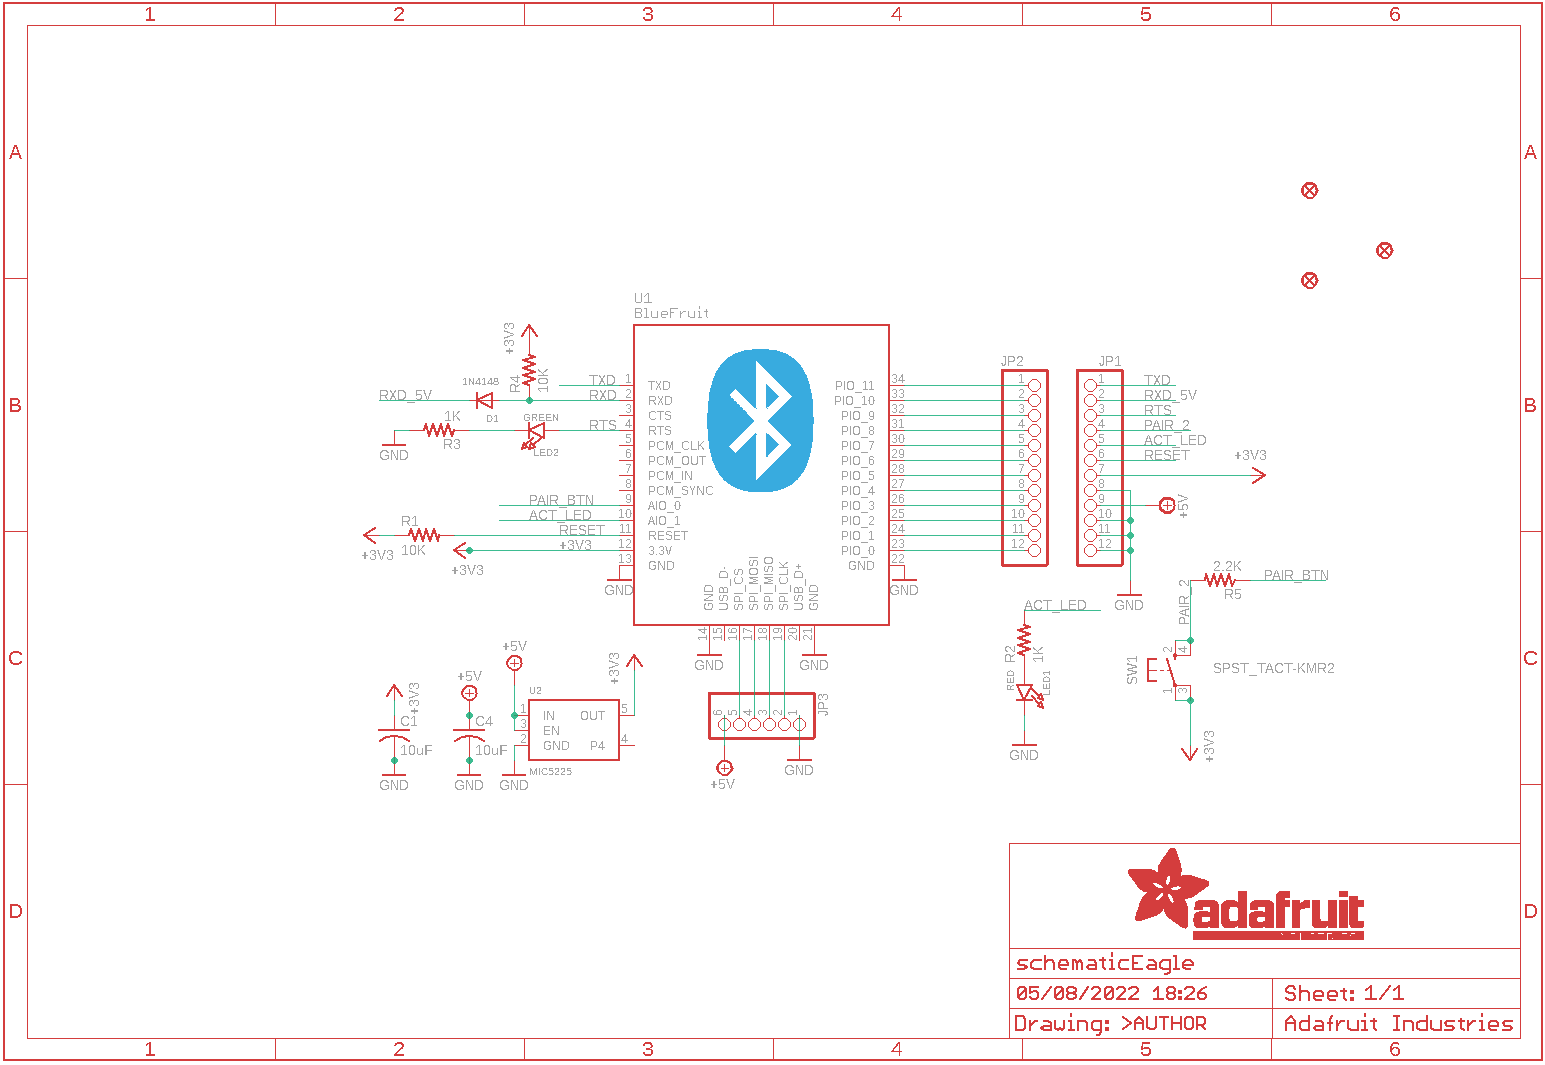 1 2 3 4 5 6
A A
B B
C C
D D
U1
BlueFruit
+3V3
R4
10K
1N4148
D1
RXD_5V
TXD 1 TXD
RXD 2 RXD
3 CTS
RTS 4 RTS
5 PCM_CLK
6 PCM_OUT
7 PCM_IN
8 PCM_SYNC
PAIR_BTN 9 AIO_0
ACT_LED 10 AIO_1
RESET 11 RESET
+3V3 12 3.3V
13 GND
GND
1K
R3
GND
GREEN
LED2
R1
10K
+3V3
+3V3
PIO_11 34
PIO_10 33
PIO_9 32
PIO_8 31
PIO_7 30
PIO_6 29
PIO_5 28
PIO_4 27
PIO_3 26
PIO_2 25
PIO_1 24
PIO_0 23
GND 22
GND
GND USB_D- SPI_CS SPI_MOSI SPI_MISO SPI_CLK USB_D+ GND
14 15 16 17 18 19 20 21
GND GND
JP3
6 5 4 3 2 1
+5V
GND
JP2
1
2
3
4
5
6
7
8
9
10
11
12
JP1
1 TXD
2 RXD_5V
3 RTS
4 PAIR_2
5 ACT_LED
6 RESET
7 +3V3
8
9 +5V
10
11
12
GND
2.2K
R5
PAIR_BTN
PAIR_2
SW1
2 4
1 3
SPST_TACT-KMR2
+3V3
ACT_LED
R2
1K
RED
LED1
GND
+3V3
C1
10uF
GND
+5V
C4
10uF
GND
+5V
U2
1 IN OUT 5
3 EN
2 GND P4 4
MIC5225
GND
+3V3
adafruit
schematicEagle
05/08/2022 18:26 Sheet: 1/1
Drawing: >AUTHOR Adafruit Industries
1 2 3 4 5 6